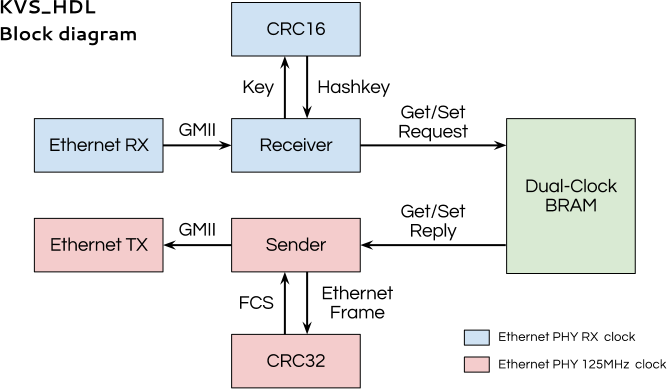 KVS_HDL
Block diagram
CRC16
Key
Hashkey
Ethernet RX
GMII
Receiver
Get/Set
Request
Dual-Clock
BRAM
Ethernet TX
GMII
Sender
Get/Set
Reply
FCS
Ethernet
Frame
CRC32
Ethernet PHY RX clock
Ethernet PHY 125MHz clock